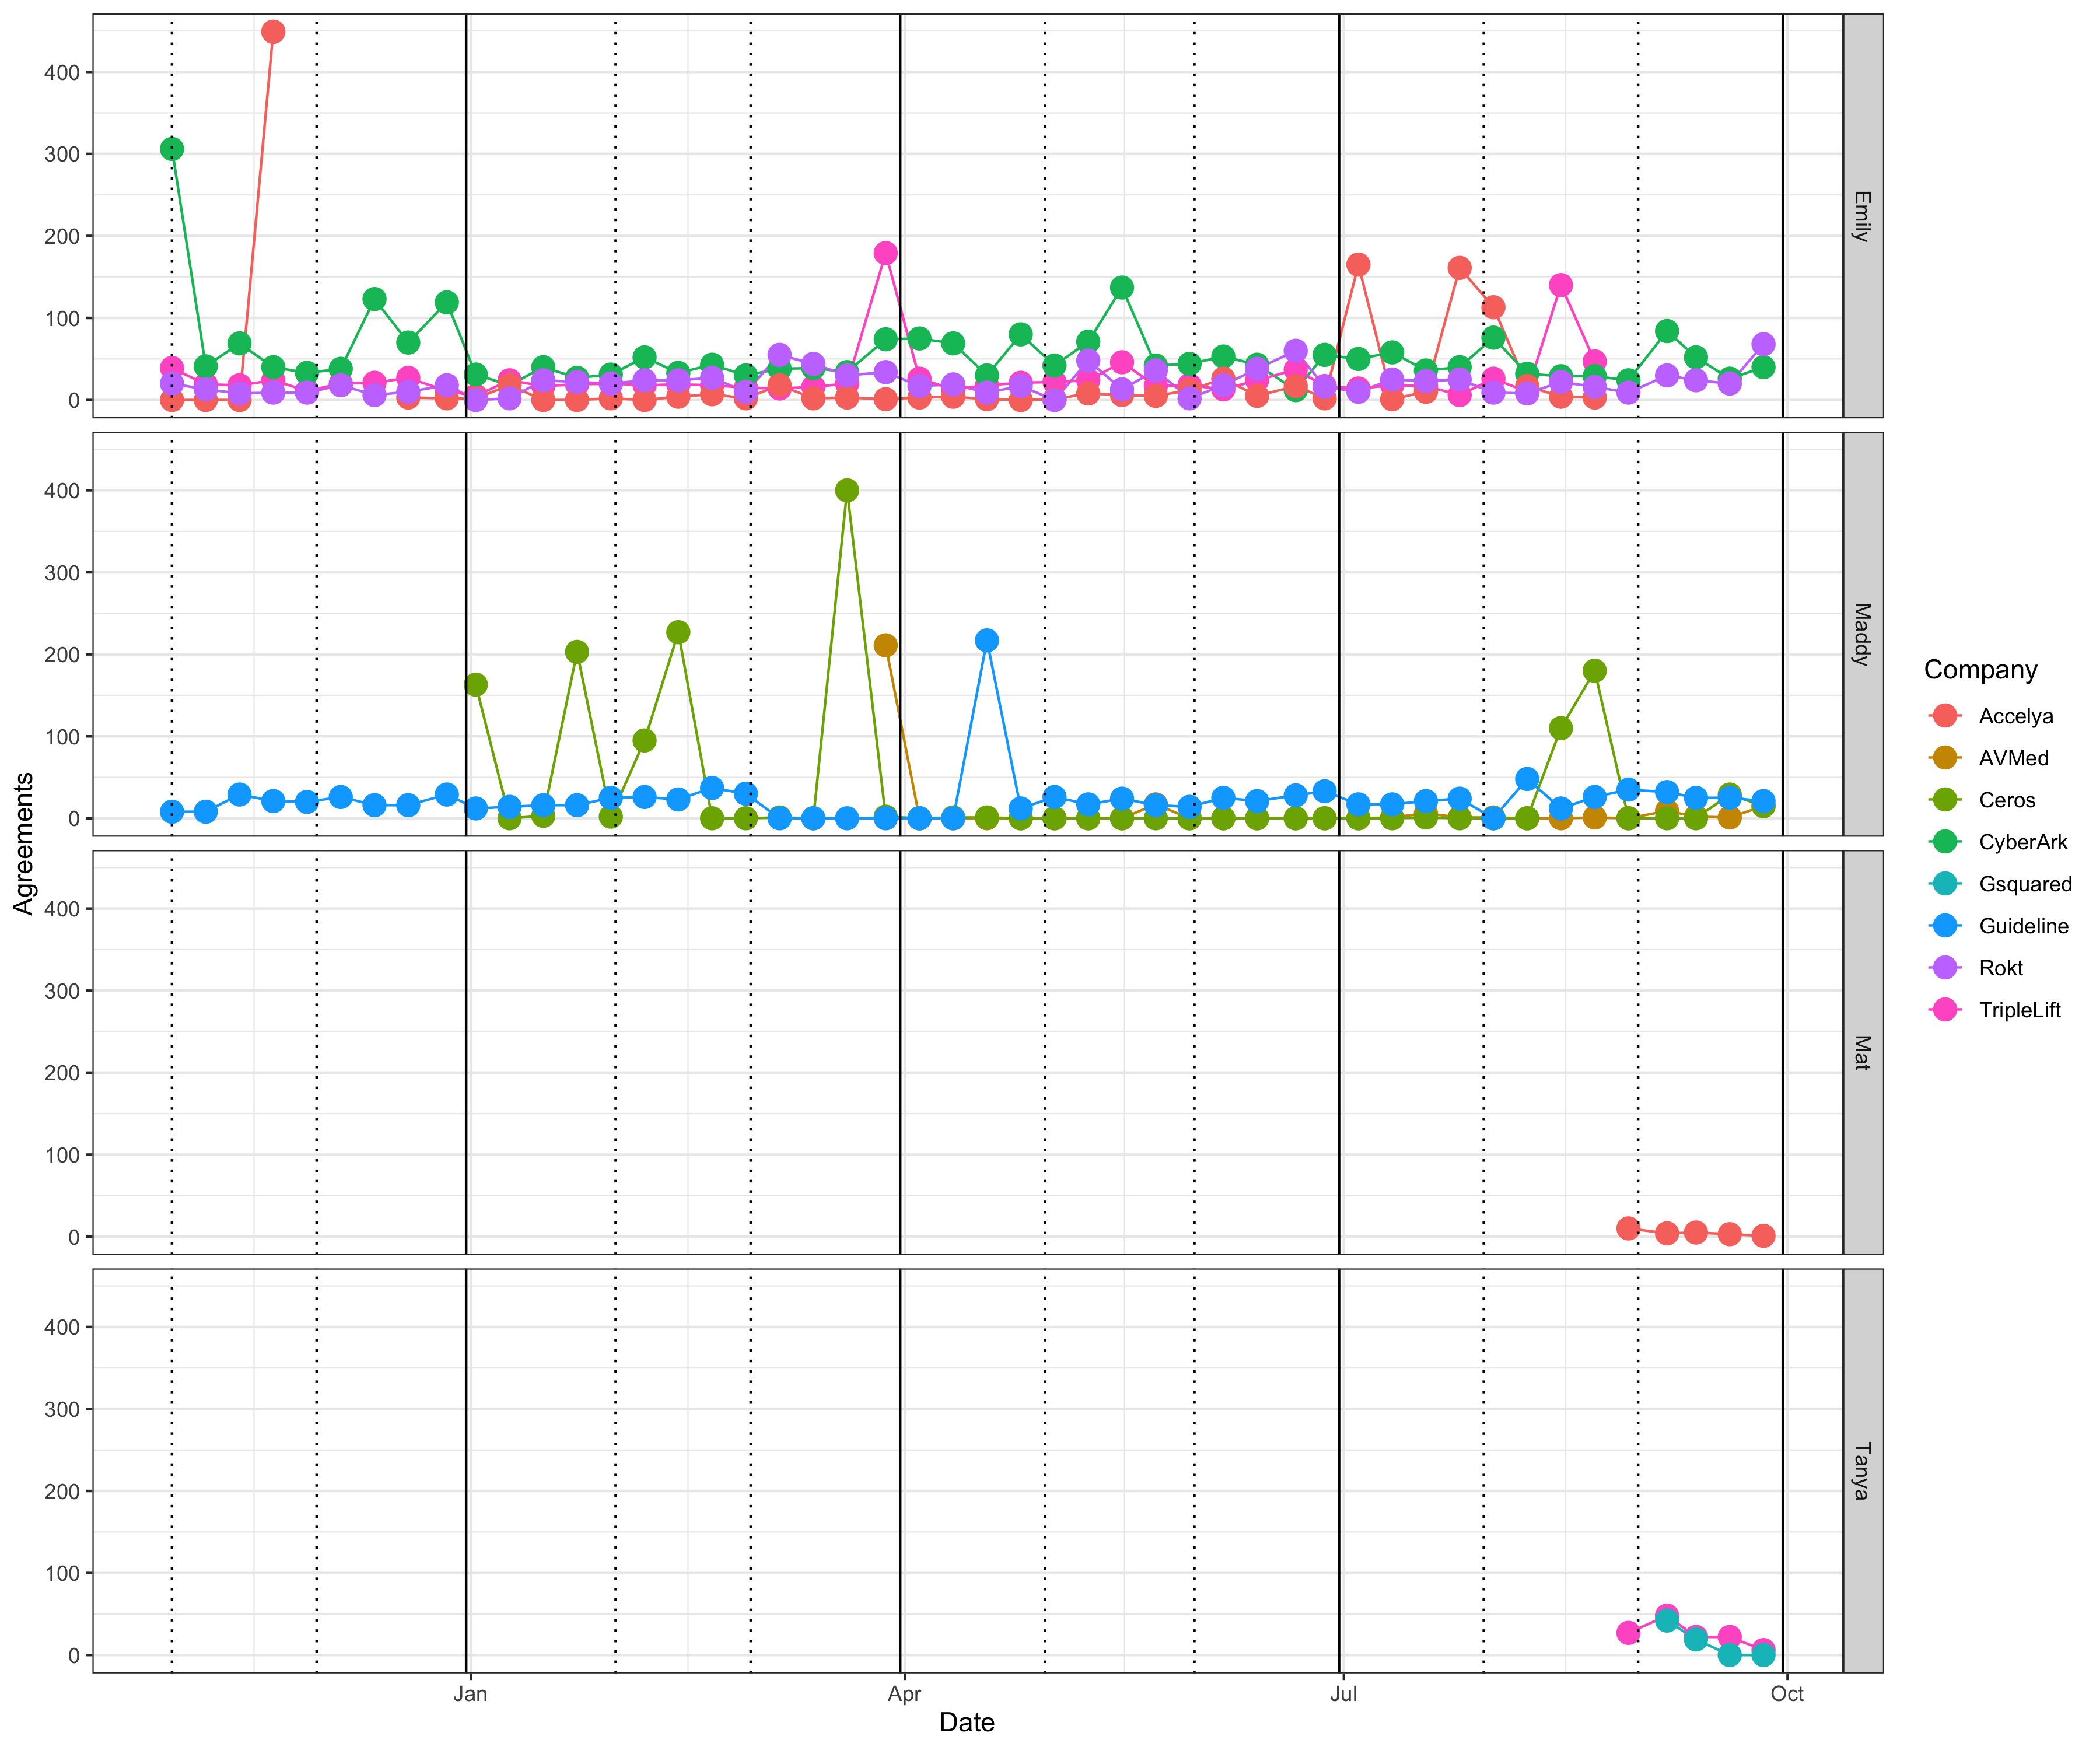 Agreements
400
300
200
100
0
Emily
400
300
200
100
0
Maddy
400
300
200
100
0
Mat
400
300
200
100
0
Tanya
Jan
Apr
Jul
Oct
Date
Company
Accelya
AVMed
Ceros
CyberArk
Gsquared
Guideline
Rokt
TripleLift